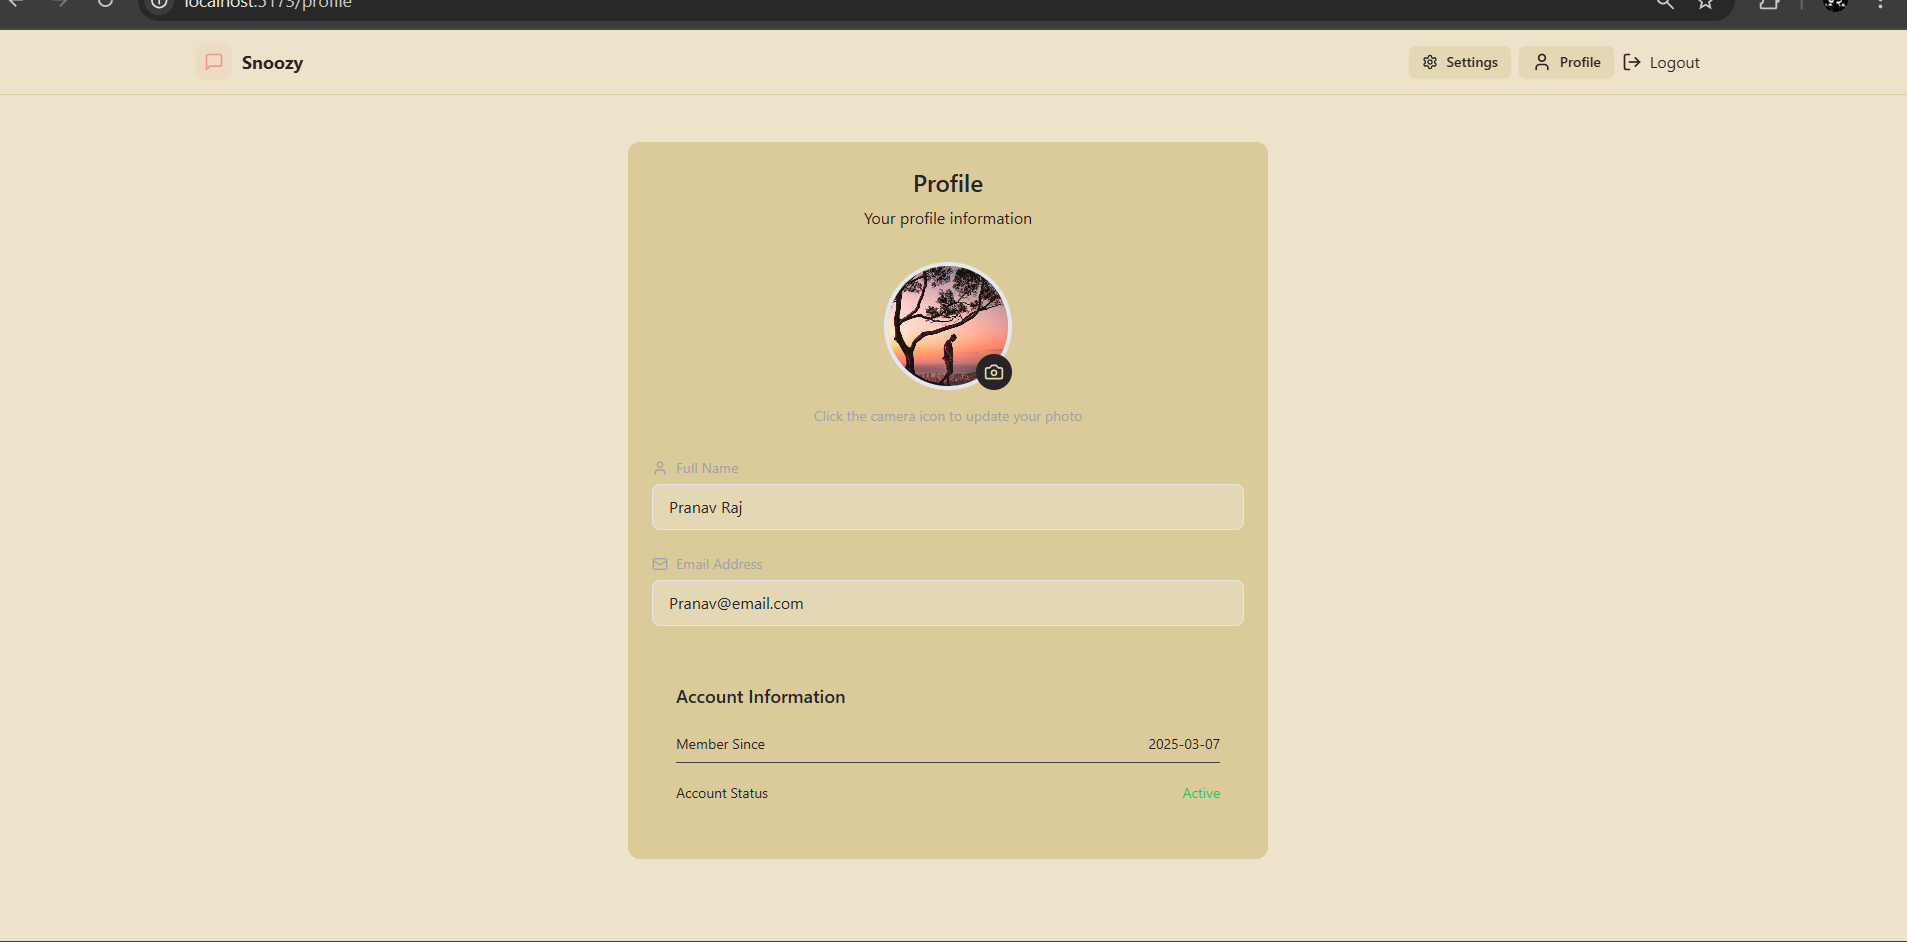 localhost:5173/profile
Snoozy
Settings
Profile
Logout
Profile
Your profile information
Click the camera icon to update your photo
Full Name
Pranav Raj
Email Address
Pranav@email.com
Account Information
Member Since 2025-03-07
Account Status Active